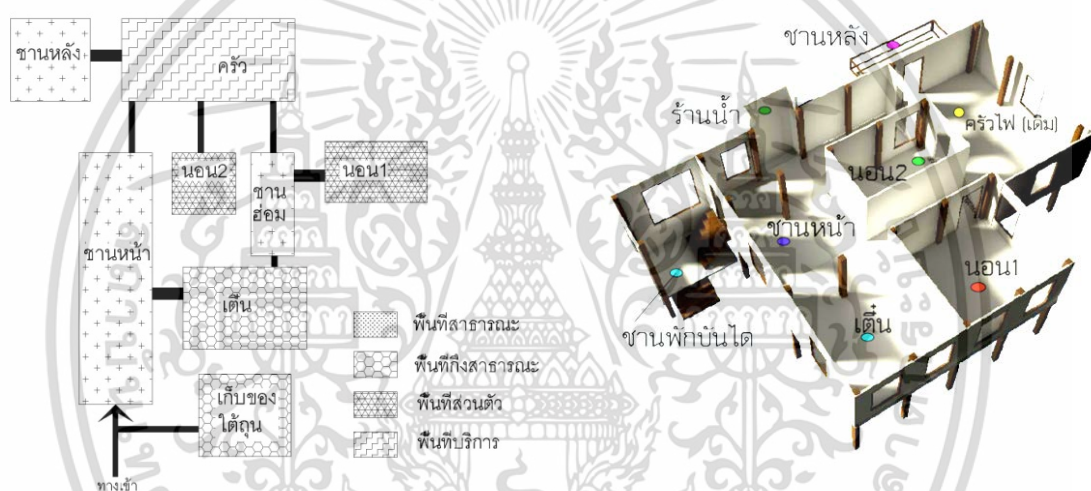 ชานหลัง
ครัว
นอน2
ชาน
ฮ่อม
นอน1
ชานหน้า
เติ๋น
เก็บของ
ใต้ถุน
ทางเข้า
พื้นที่สาธารณะ
พื้นที่กึ่งสาธารณะ
พื้นที่ส่วนตัว
พื้นที่บริการ
ชานหลัง
ร้านน้ำ
ครัวไฟ (เดิม)
นอน2
ชานหน้า
นอน1
เติ๋น
ชานพักบันได